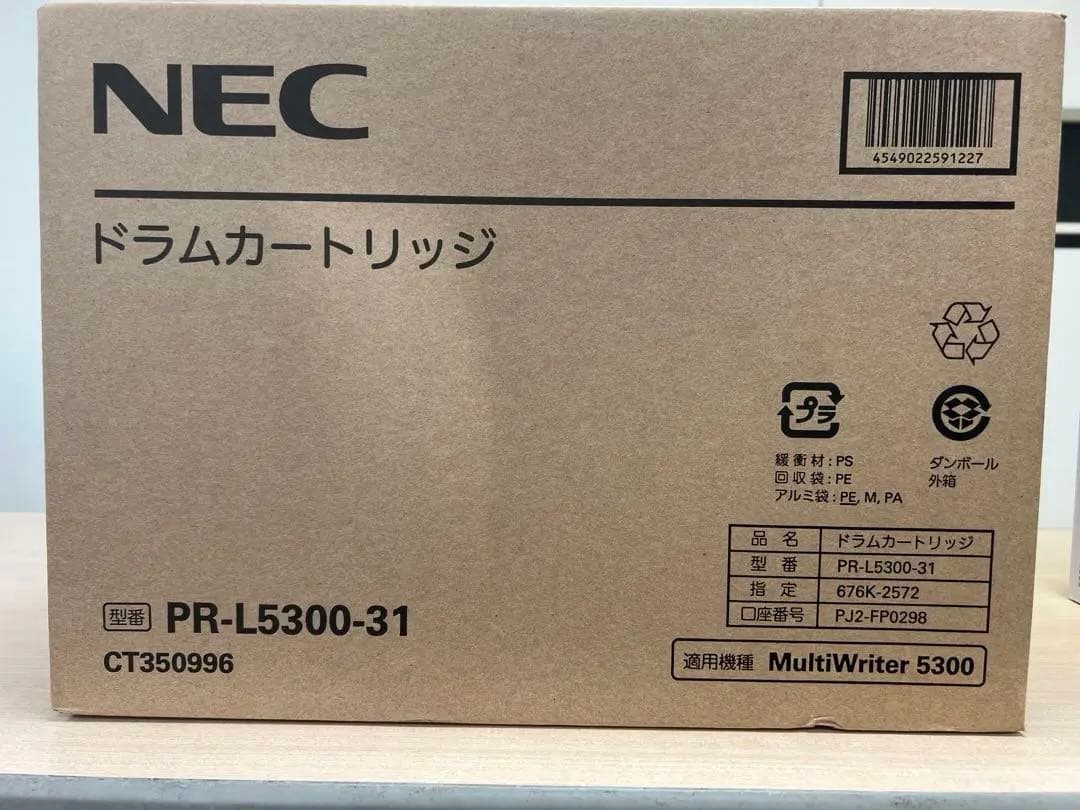 NEC
4549022591227
ドラムカートリッジ
プラ
緩衝材:PS
回収袋:PE
アルミ袋:PE, M, PA
ダンボール
外箱
品名 ドラムカートリッジ
型番 PR-L5300-31
指定 676K-2572
口座番号 PJ2-FP0298
型番 PR-L5300-31
CT350996
適用機種 MultiWriter 5300